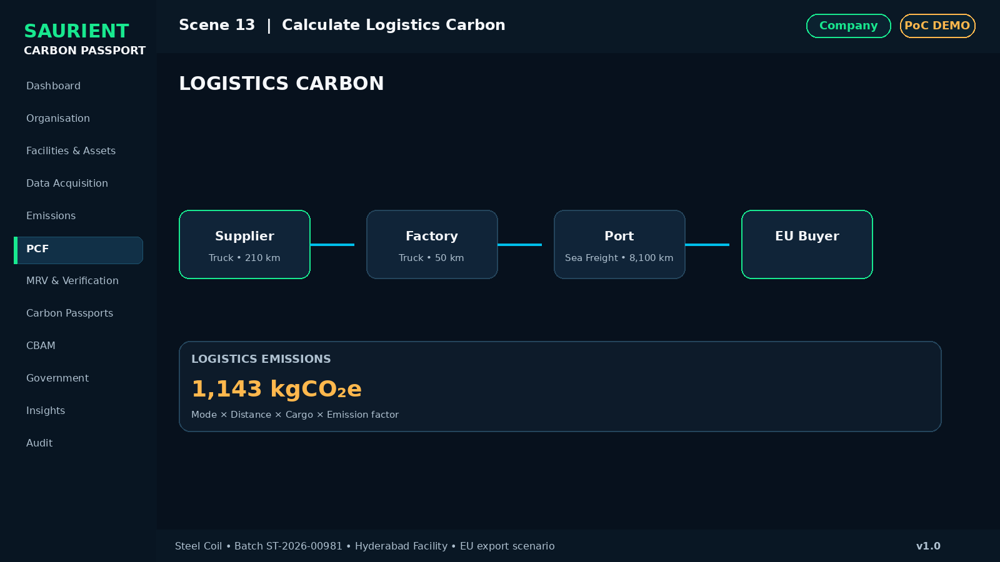 SAURIENT
CARBON PASSPORT
Dashboard
Organisation
Facilities & Assets
Data Acquisition
Emissions
PCF
MRV & Verification
Carbon Passports
CBAM
Government
Insights
Audit
Scene 13 | Calculate Logistics Carbon
Company
PoC DEMO
LOGISTICS CARBON
Supplier
Truck • 210 km
Factory
Truck • 50 km
Port
Sea Freight • 8,100 km
EU Buyer
LOGISTICS EMISSIONS
1,143 kgCO₂e
Mode × Distance × Cargo × Emission factor
Steel Coil • Batch ST-2026-00981 • Hyderabad Facility • EU export scenario
v1.0